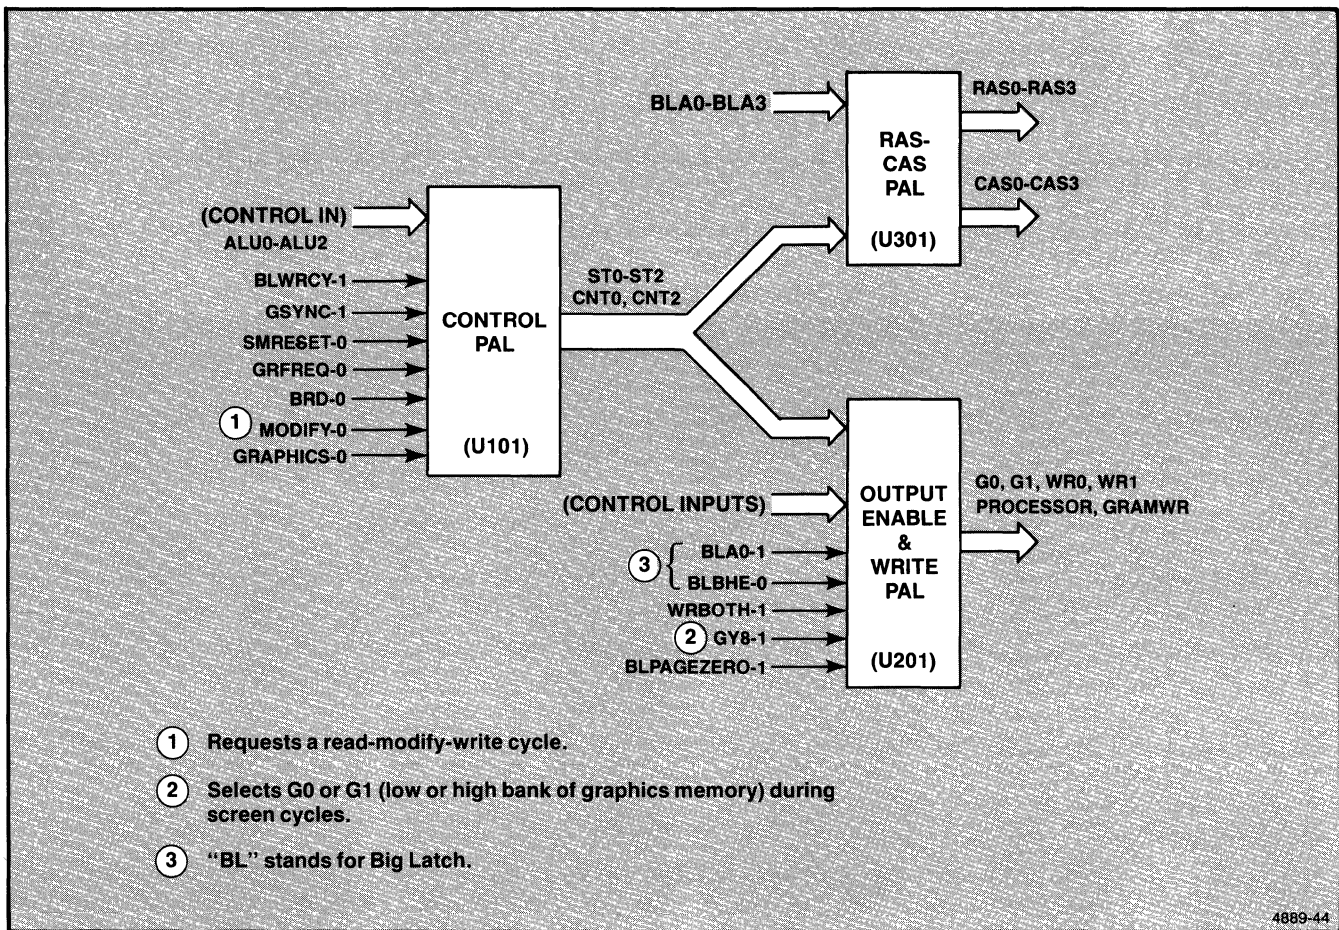 BLA0-BLA3
RAS-
CAS
PAL
(U301)
RAS0-RAS3
CAS0-CAS3
(CONTROL IN)
ALU0-ALU2
BLWRCY-1
GSYNC-1
SMRESET-0
GRFREQ-0
BRD-0
1 MODIFY-0
GRAPHICS-0
CONTROL
PAL
(U101)
ST0-ST2
CNT0, CNT2
(CONTROL INPUTS)
3 BLA0-1
BLBHE-0
WRBOTH-1
2 GY8-1
BLPAGEZERO-1
OUTPUT
ENABLE
&
WRITE
PAL
(U201)
G0, G1, WR0, WR1
PROCESSOR, GRAMWR
1 Requests a read-modify-write cycle.
2 Selects G0 or G1 (low or high bank of graphics memory) during
screen cycles.
3 "BL" stands for Big Latch.
4889-44